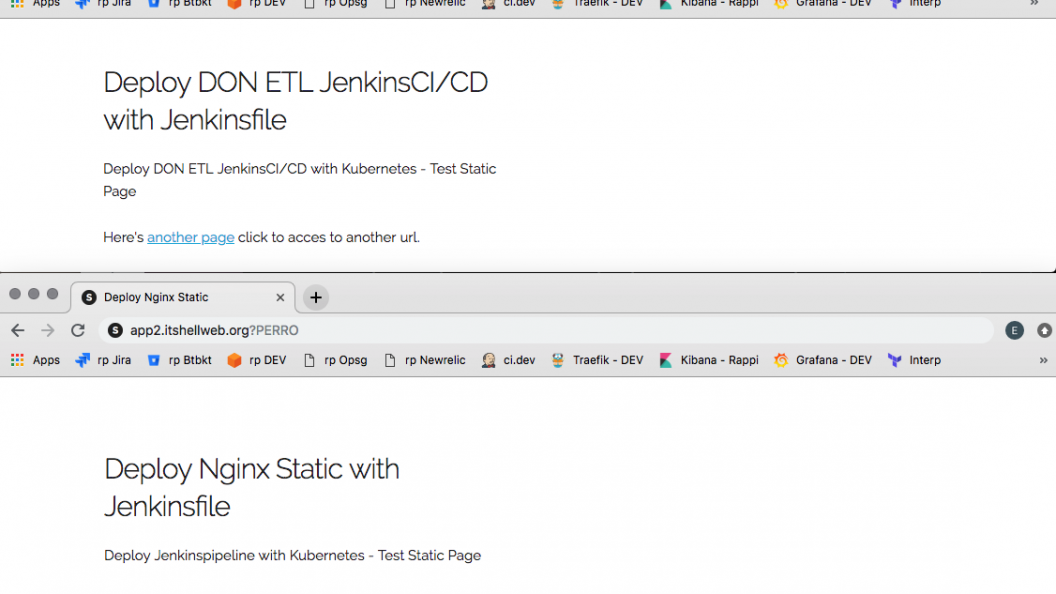 Apps rp Jira rp Btbkt rp DEV rp Opsg rp Newrelic ci.dev Traefik - DEV Kibana - Rappi Grafana - DEV Interp »
Deploy DON ETL JenkinsCI/CD
with Jenkinsfile
Deploy DON ETL JenkinsCI/CD with Kubernetes - Test Static
Page
Here's another page click to acces to another url.
S Deploy Nginx Static × +
S app2.itshellweb.org?PERRO E
Apps rp Jira rp Btbkt rp DEV rp Opsg rp Newrelic ci.dev Traefik - DEV Kibana - Rappi Grafana - DEV Interp »
Deploy Nginx Static with
Jenkinsfile
Deploy Jenkinspipeline with Kubernetes - Test Static Page